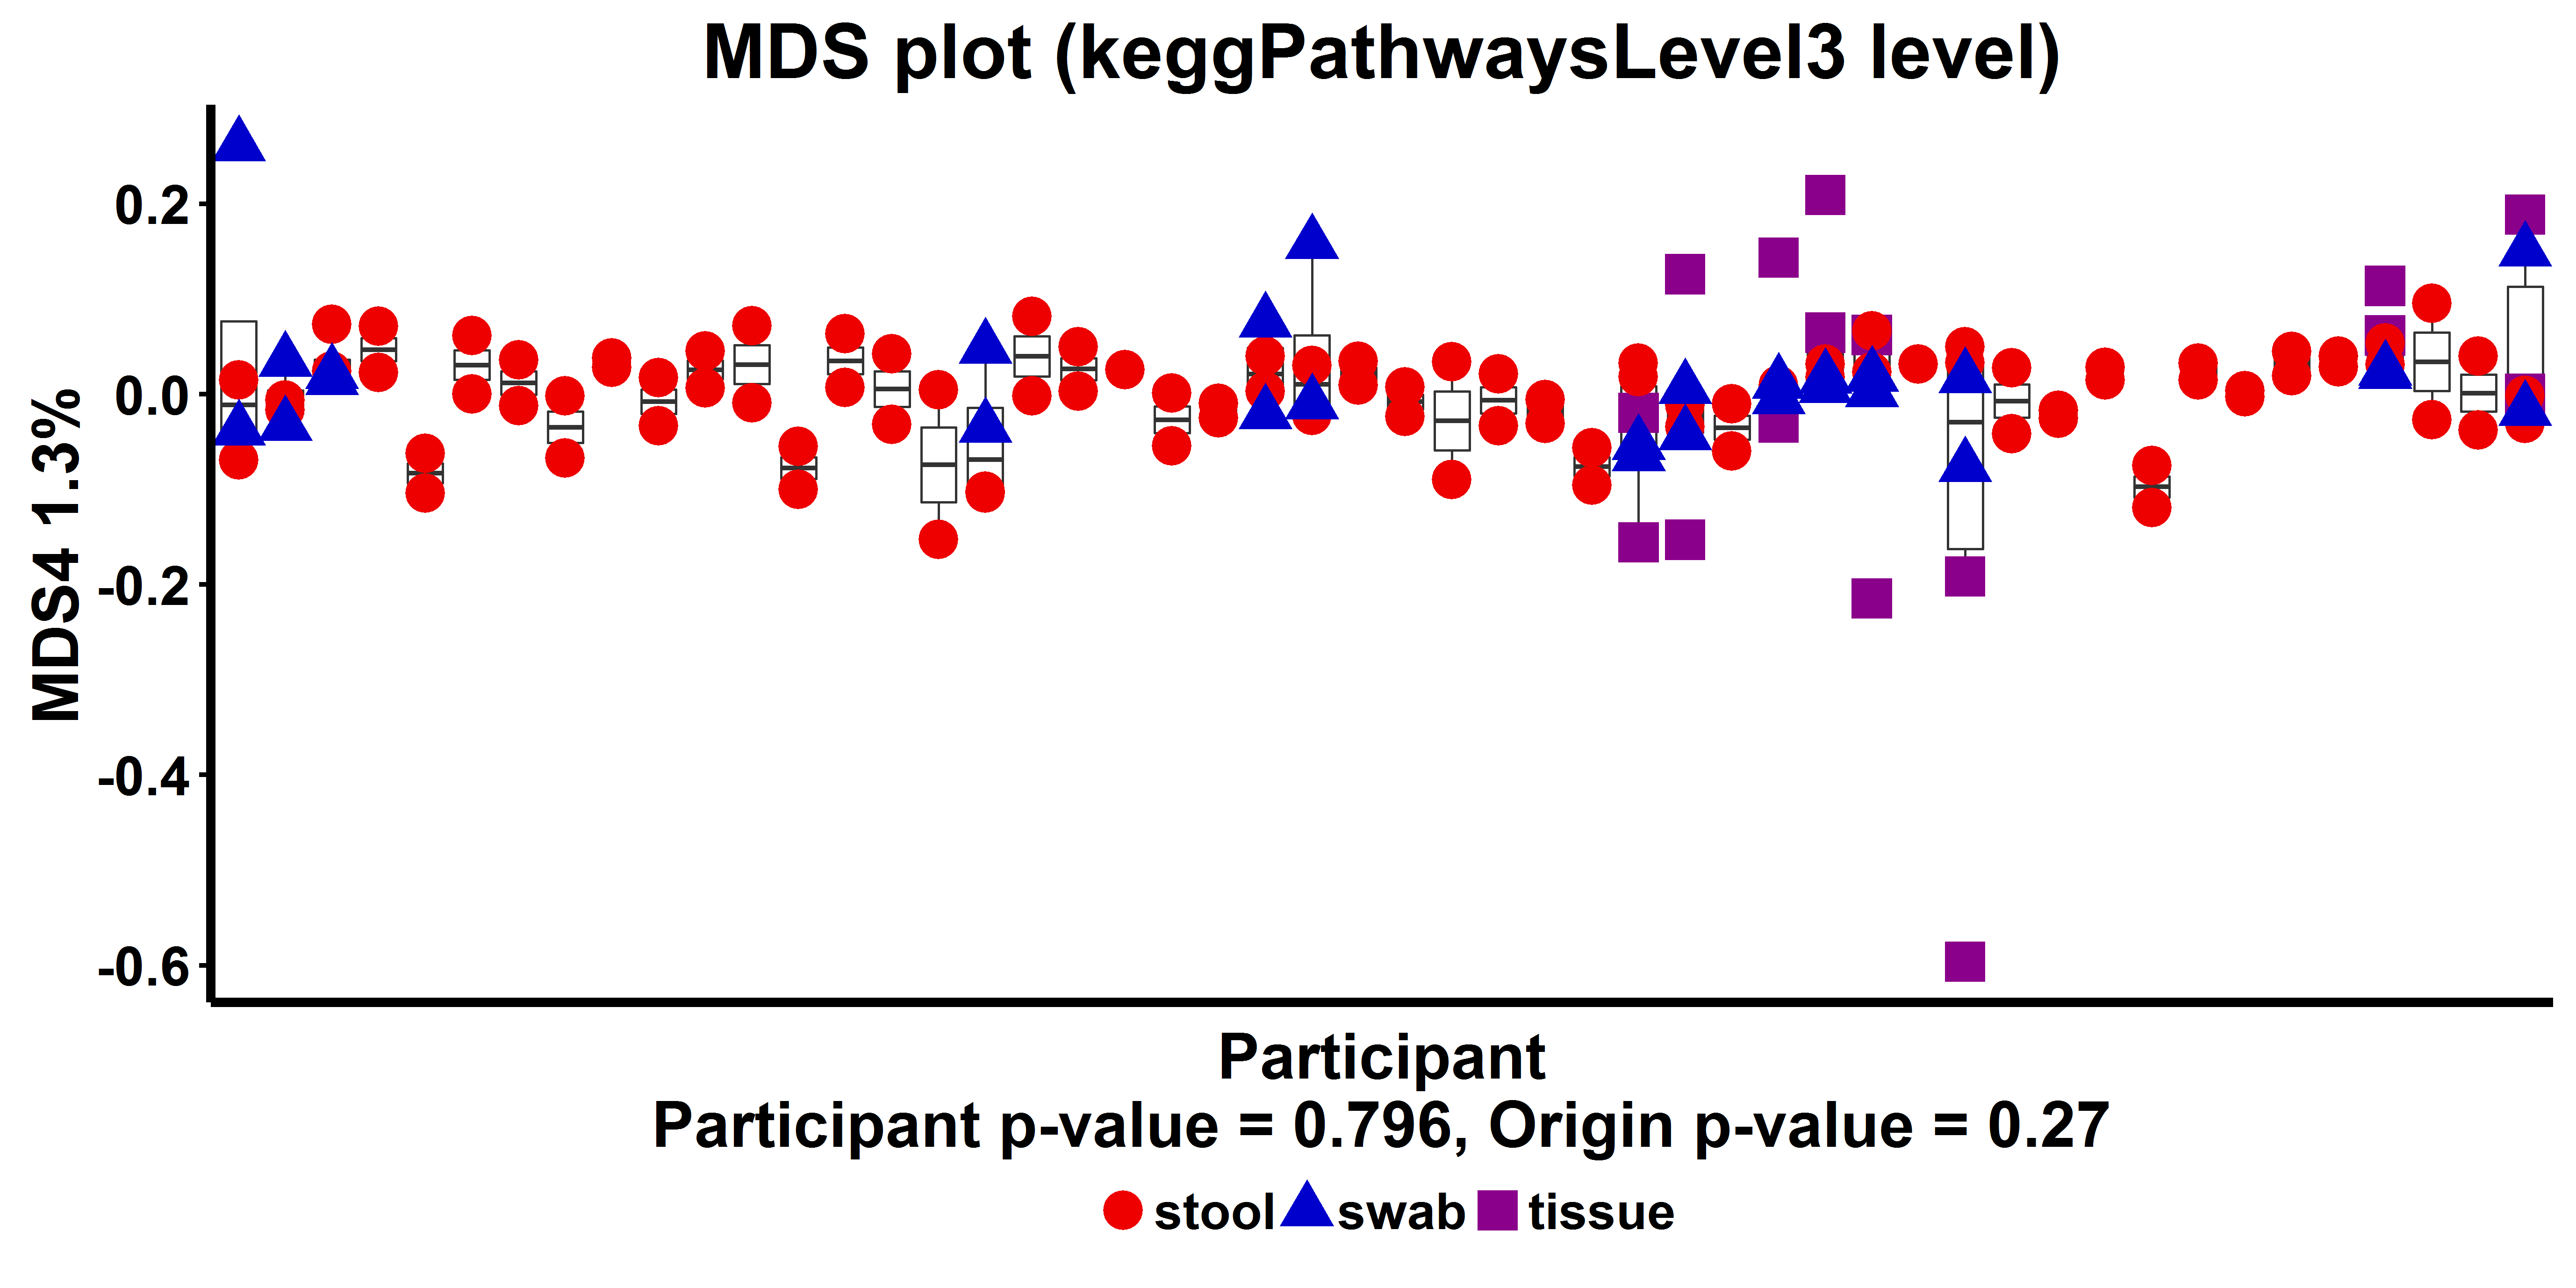 MDS plot (keggPathwaysLevel3 level)
MDS4 1.3%
0.2
0.0
-0.2
-0.4
-0.6
Participant
Participant p-value = 0.796, Origin p-value = 0.27
stool swab tissue